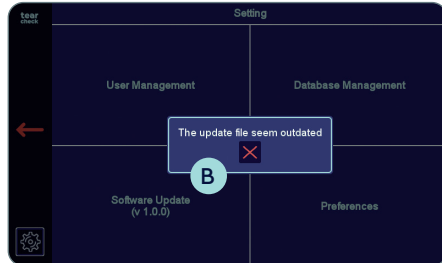 tear
check
Setting
User Management
Database Management
The update file seem outdated
B
Software Update
(v 1.0.0)
Preferences